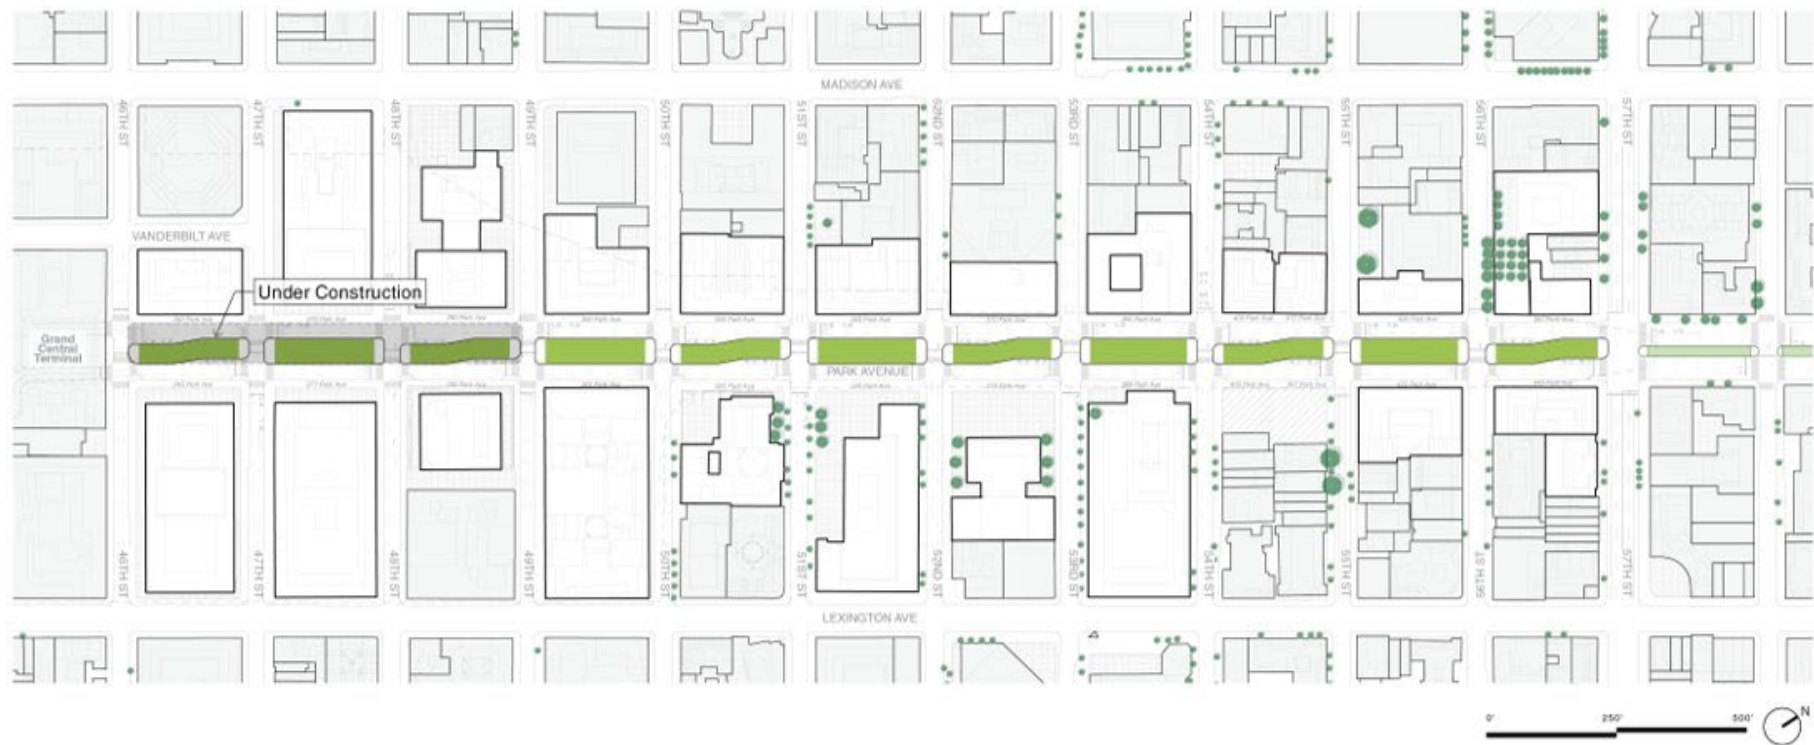 MADISON AVE
46TH ST
47TH ST
48TH ST
49TH ST
50TH ST
51ST ST
52ND ST
53RD ST
54TH ST
55TH ST
56TH ST
57TH ST
VANDERBILT AVE
Under Construction
Grand
Central
Terminal
PARK AVENUE
46TH ST
47TH ST
48TH ST
49TH ST
50TH ST
51ST ST
52ND ST
53RD ST
54TH ST
55TH ST
56TH ST
57TH ST
LEXINGTON AVE
0' 250' 500'
N